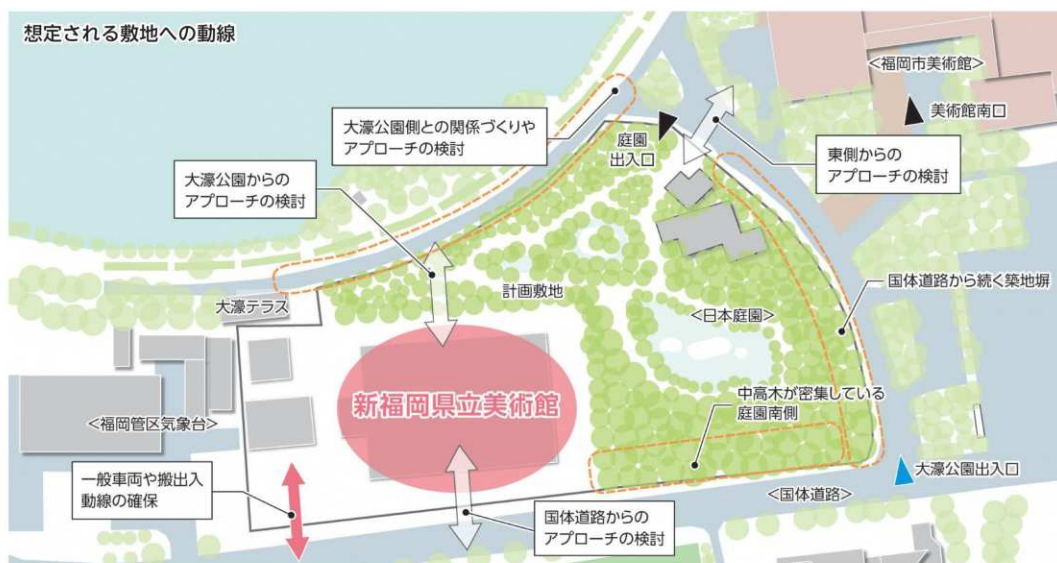 想定される敷地への動線
<福岡市美術館>
美術館南口
大濠公園側との関係づくりや
アプローチの検討
庭園
出入口
東側からの
アプローチの検討
大濠公園からの
アプローチの検討
計画敷地
国体道路から続く築地塀
大濠テラス
<日本庭園>
新福岡県立美術館
中高木が密集している
庭園南側
<福岡管区気象台>
一般車両や搬出入
動線の確保
大濠公園出入口
<国体道路>
国体道路からの
アプローチの検討